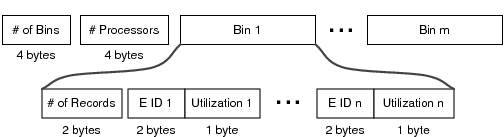 # of Bins # Processors Bin 1 ... Bin m
4 bytes 4 bytes
# of Records E ID 1 Utilization 1 ... E ID n Utilization n
2 bytes 2 bytes 1 byte 2 bytes 1 byte